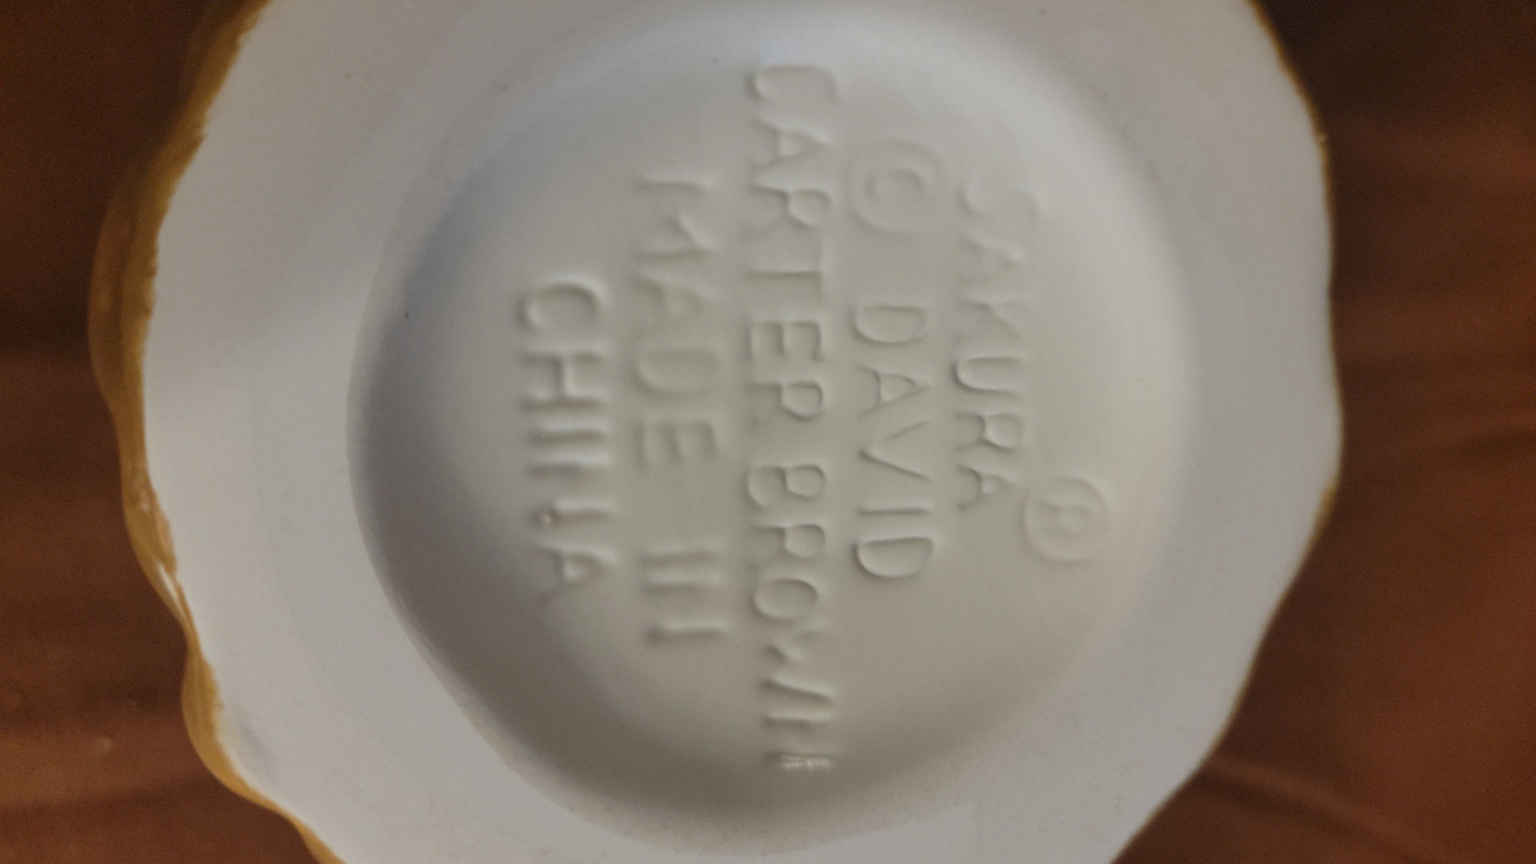 SAKURA ®
© DAVID
CARTER BROWN
MADE IN
CHINA